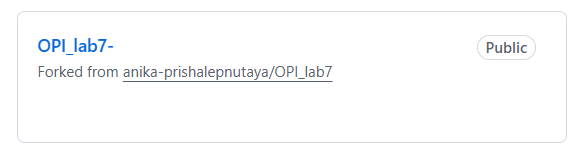 OPI_lab7-
Public
Forked from anika-prishalepnutaya/OPI_lab7